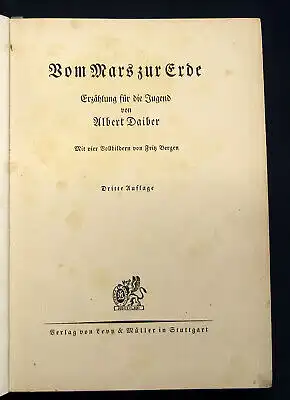 Vom Mars zur Erde
Erzählung für die Jugend
von
Albert Daiber
Mit vier Vollbildern von Fritz Bergen
Dritte Auflage
Verlag von Levy & Müller in Stuttgart